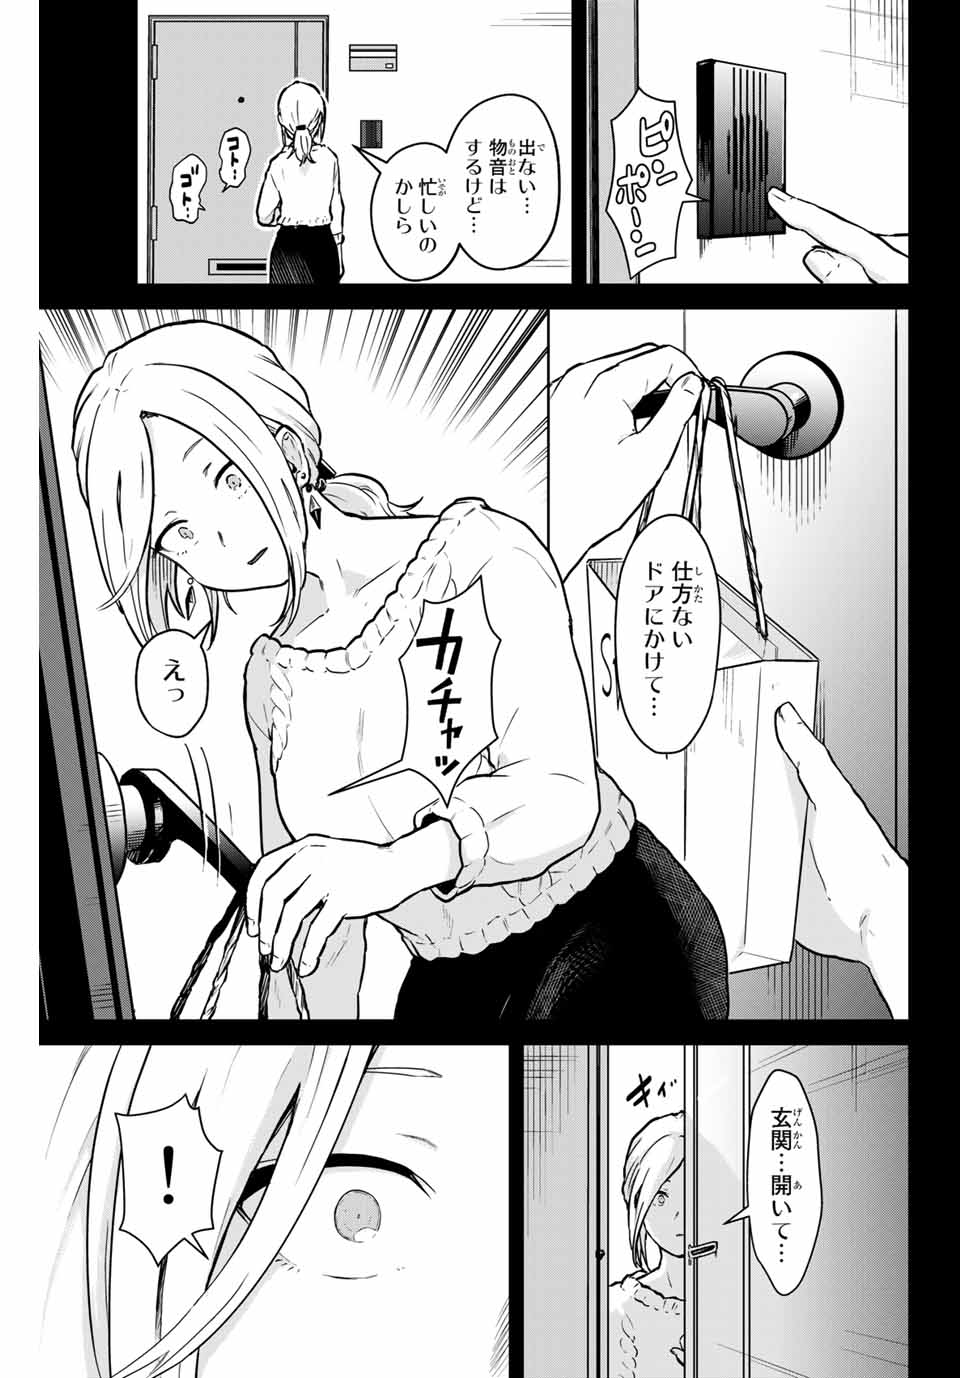 ピンポーン
出ない…
物音は
するけど…
忙しいの
かしら
コト…
ゴト…
仕方ない
ドアにかけて…
ガチャッ
えっ
玄関…開いて…
キィ
！